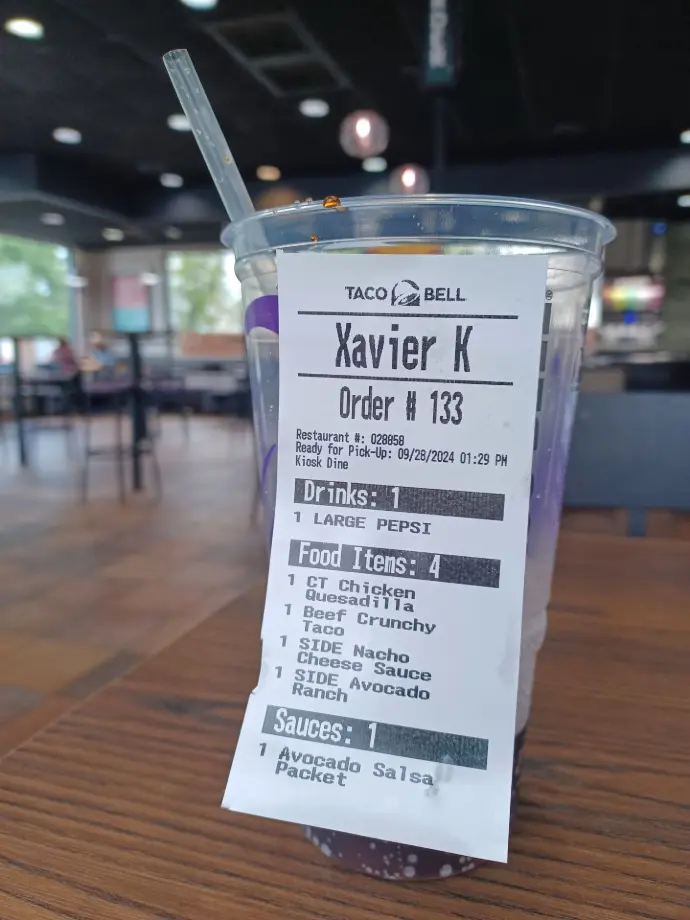 TACO BELL
Xavier K
Order # 133
Restaurant #: 028858
Ready for Pick-Up: 09/28/2024 01:29 PM
Kiosk Dine
Drinks: 1
1 LARGE PEPSI
Food Items: 4
1 CT Chicken
Quesadilla
1 Beef Crunchy
Taco
1 SIDE Nacho
Cheese Sauce
1 SIDE Avocado
Ranch
Sauces: 1
1 Avocado Salsa
Packet